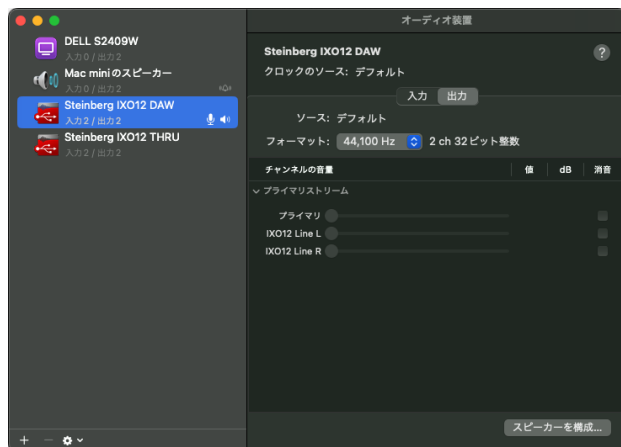 オーディオ装置
DELL S2409W
入力 0 / 出力 2
Mac miniのスピーカー
入力 0 / 出力 2
Steinberg IXO12 DAW
入力 2 / 出力 2
Steinberg IXO12 THRU
入力 2 / 出力 2
Steinberg IXO12 DAW
?
クロックのソース: デフォルト
入力 出力
ソース: デフォルト
フォーマット: 44,100 Hz 2 ch 32 ビット整数
チャンネルの音量 値 dB 消音
プライマリストリーム
プライマリ
IXO12 Line L
IXO12 Line R
スピーカーを構成...